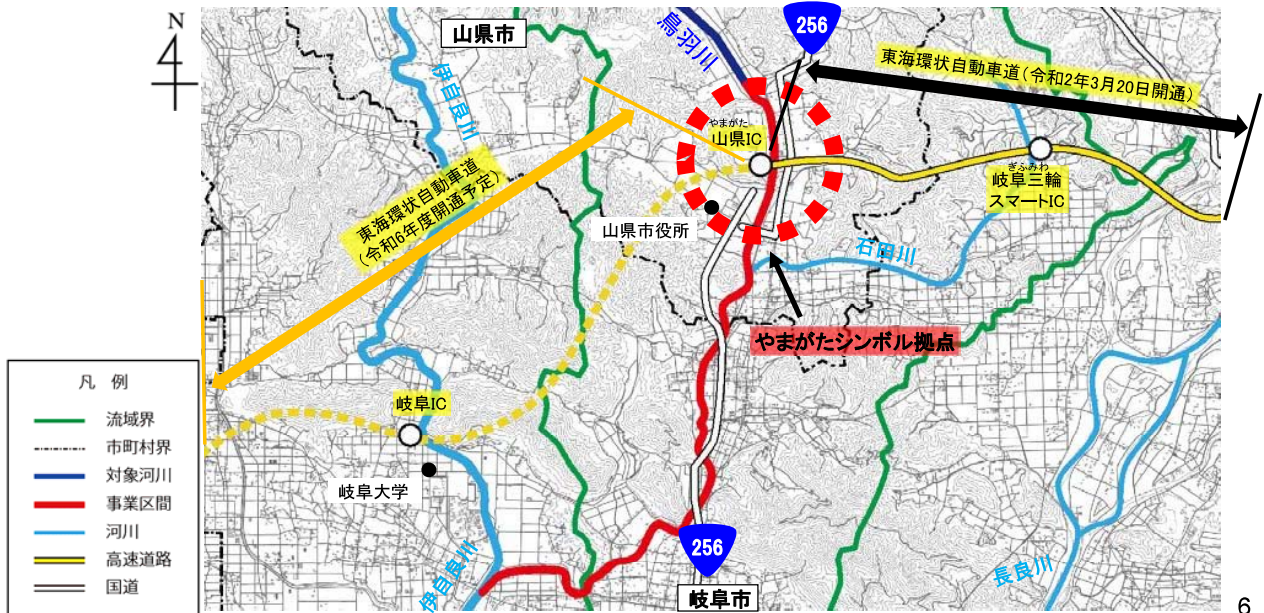 N
山県市
鳥羽川
256
東海環状自動車道（令和2年3月20日開通）
伊自良川
やまがた
山県IC
ぎふみわ
岐阜三輪
スマートIC
東海環状自動車道
（令和6年度開通予定）
山県市役所
石田川
やまがたシンボル拠点
凡 例
流域界
市町村界
対象河川
事業区間
河川
高速道路
国道
岐阜IC
岐阜大学
256
伊自良川
長良川
岐阜市
6